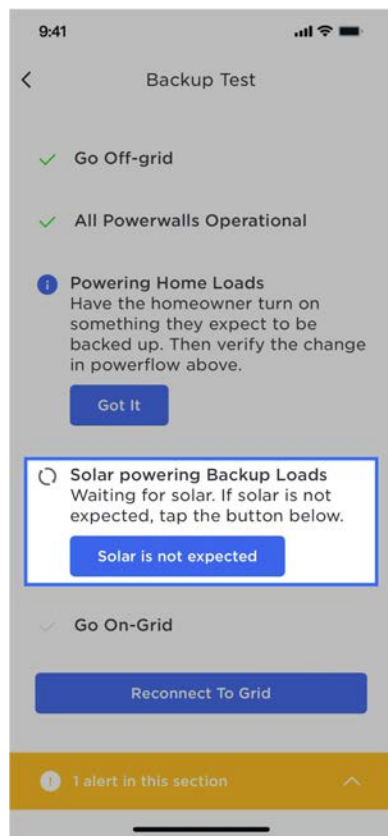 9:41
Backup Test
Go Off-grid
All Powerwalls Operational
Powering Home Loads
Have the homeowner turn on
something they expect to be
backed up. Then verify the change
in powerflow above.
Got It
Solar powering Backup Loads
Waiting for solar. If solar is not
expected, tap the button below.
Solar is not expected
Go On-Grid
Reconnect To Grid
1 alert in this section